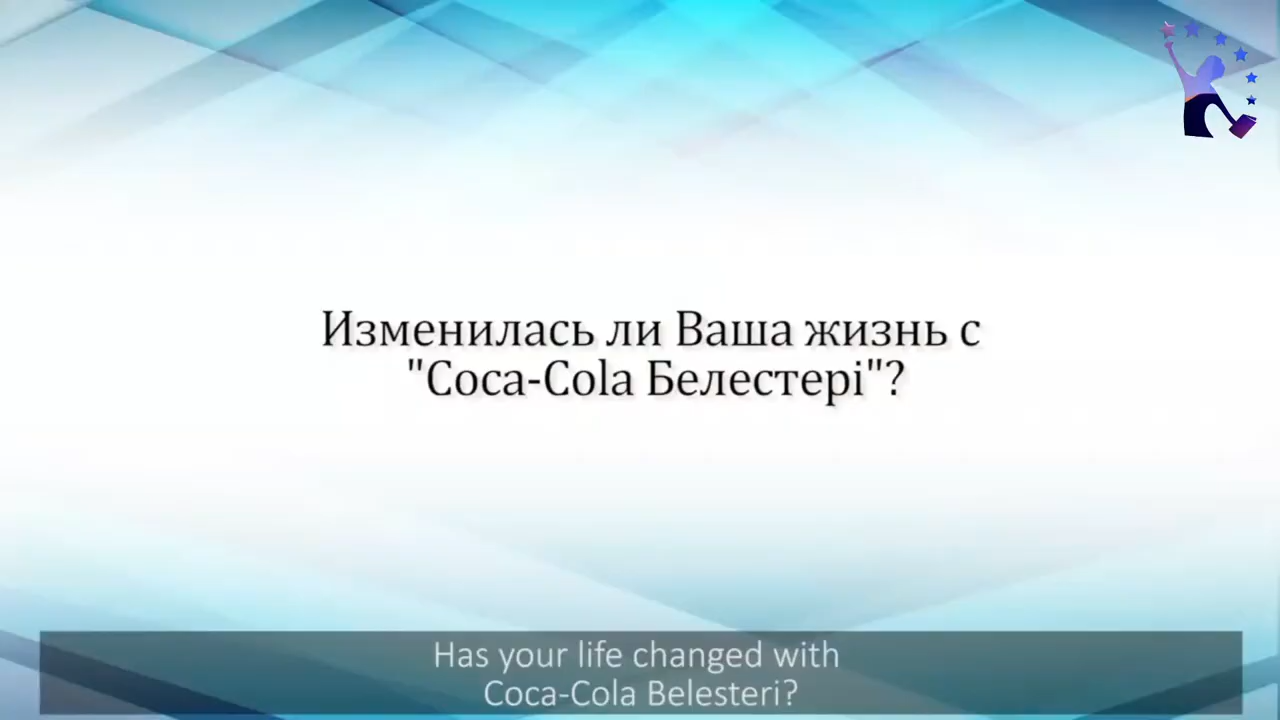 Изменилась ли Ваша жизнь с
"Coca-Cola Белестері"?
Has your life changed with
Coca-Cola Belesteri?